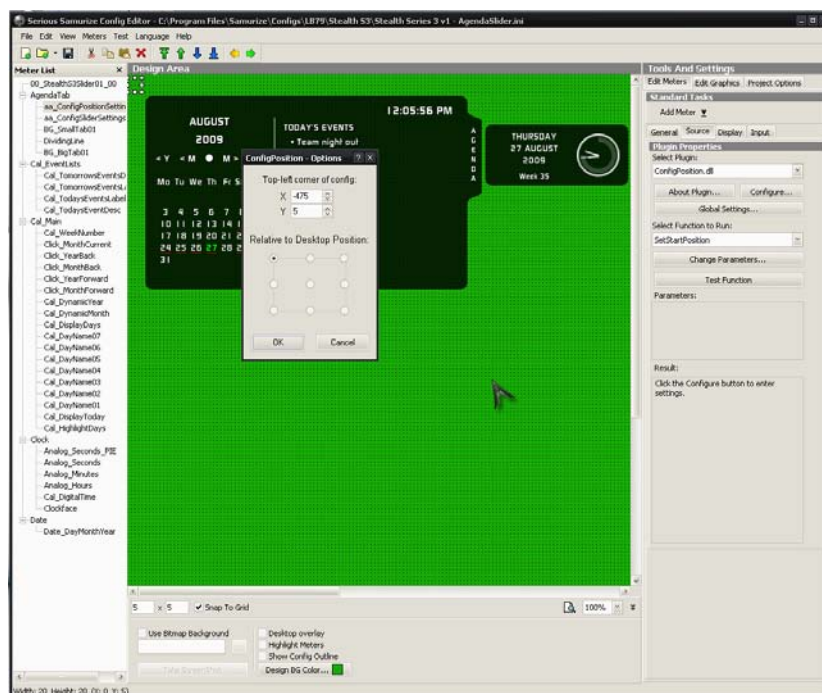 Serious Samurize Config Editor - C:\Program Files\Samurize\Configs\LB79\Stealth S3\Stealth Series 3 v1 - AgendaSlider.ini
File Edit View Meters Test Language Help
Meter List
00_StealthS3Slider01_00
AgendaTab
aa_ConfigPositionSettin
aa_ConfigSliderSettings
BG_SmallTab01
DividingLine
BG_BigTab01
Cal_EventLists
Cal_TomorrowsEventsD
Cal_TomorrowsEventsL
Cal_TodaysEventsLabel
Cal_TodaysEventDesc
Cal_Main
Cal_WeekNumber
Click_MonthCurrent
Click_YearBack
Click_MonthBack
Click_YearForward
Click_MonthForward
Cal_DynamicYear
Cal_DynamicMonth
Cal_DisplayDays
Cal_DayName07
Cal_DayName06
Cal_DayName05
Cal_DayName04
Cal_DayName03
Cal_DayName02
Cal_DayName01
Cal_DisplayToday
Cal_HighlightDays
Clock
Analog_Seconds_PIE
Analog_Seconds
Analog_Minutes
Analog_Hours
Cal_DigitalTime
Clockface
Date
Date_DayMonthYear
Width: 20, Height: 20, (X: 0, Y: 5)
Design Area
12:05:56 PM
AUGUST
2009
< Y < M M >
Mo Tu We Th Fr S
3 4 5 6 7
10 11 12 13 14 1
17 18 19 20 21 2
24 25 26 27 28 2
31
TODAY'S EVENTS
• Team night out
AGENDA
THURSDAY
27 AUGUST
2009
Week 35
ConfigPosition - Options
Top-left corner of config:
X -475
Y 5
Relative to Desktop Position:
OK Cancel
5 x 5 Snap To Grid
100%
Use Bitmap Background
Desktop overlay
Highlight Meters
Show Config Outline
Design BG Color...
Tools And Settings
Edit Meters Edit Graphics Project Options
Standard Tasks
Add Meter
General Source Display Input
Plugin Properties
Select Plugin:
ConfigPosition.dll
About Plugin... Configure...
Global Settings...
Select Function to Run:
SetStartPosition
Change Parameters...
Test Function
Parameters:
Result:
Click the Configure button to enter
settings.